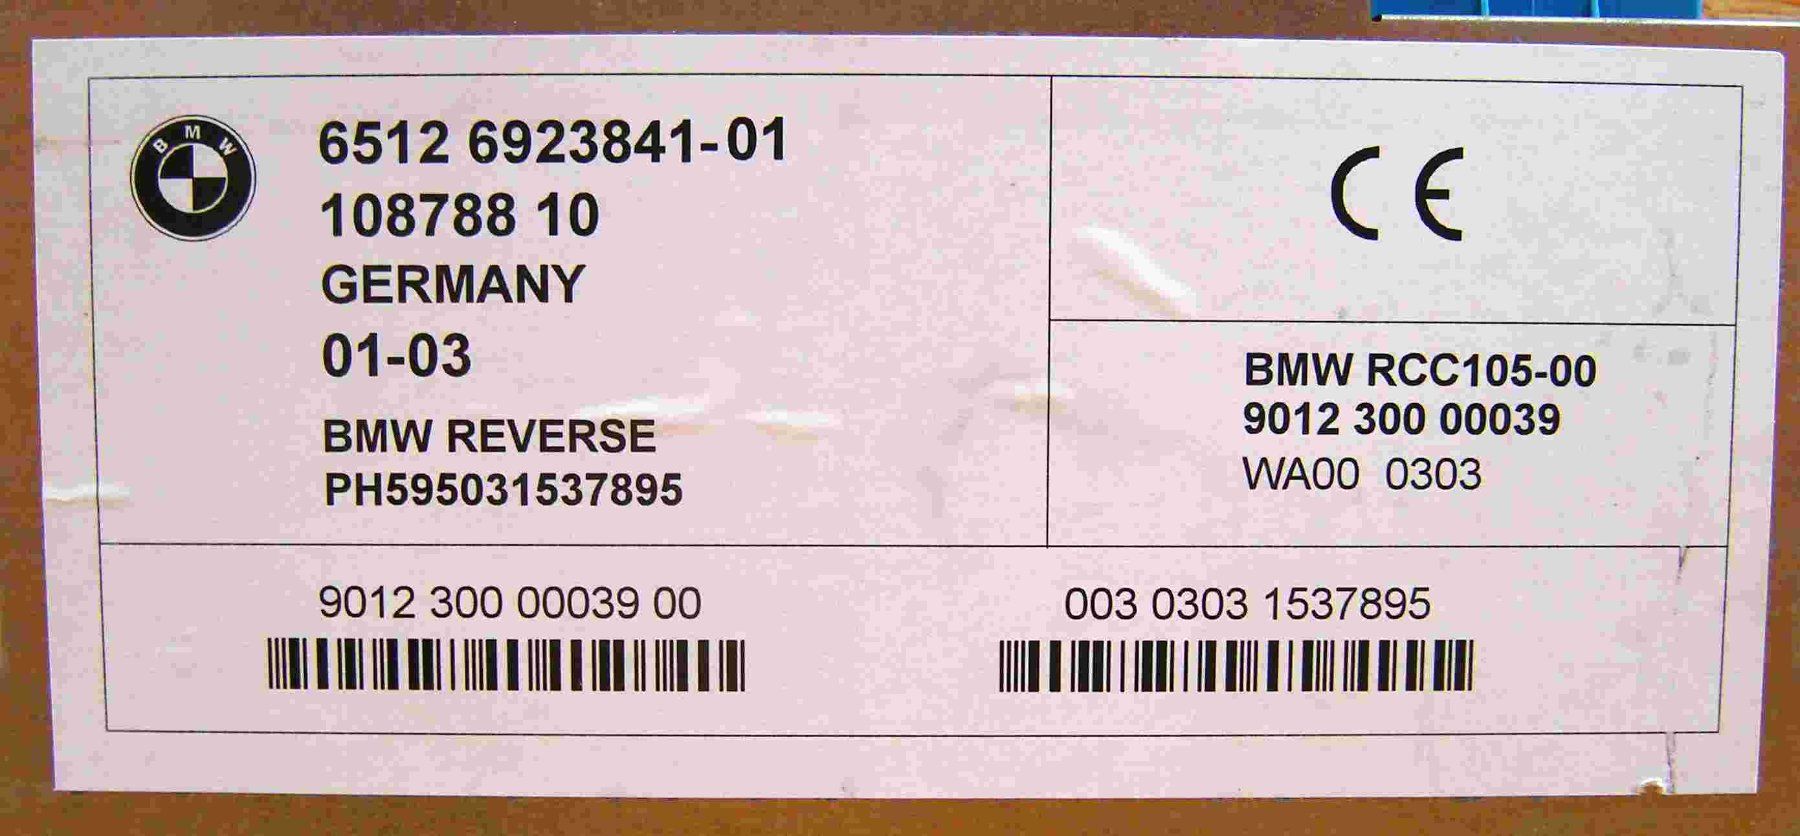 BMW
6512 6923841-01
108788 10
GERMANY
01-03
BMW REVERSE
PH595031537895
CE
BMW RCC105-00
9012 300 00039
WA00 0303
9012 300 00039 00
003 0303 1537895